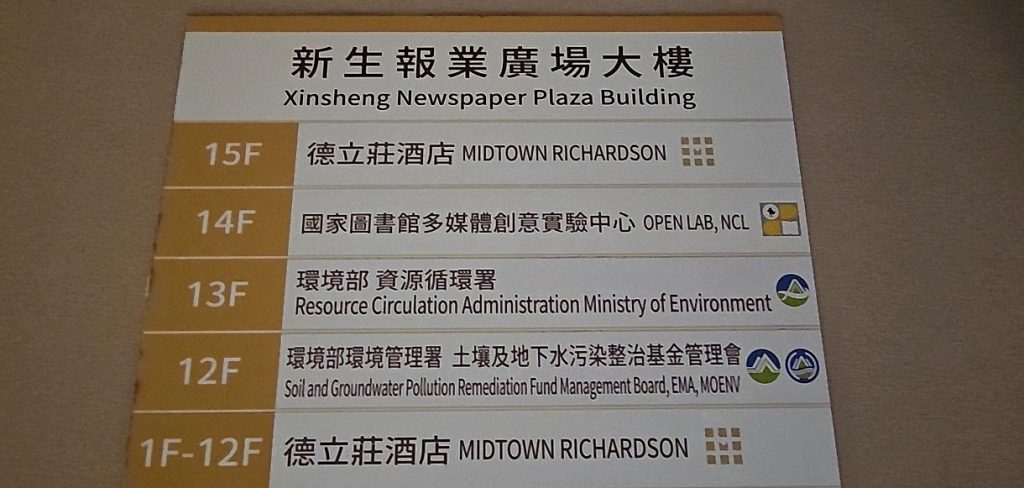 新生報業廣場大樓
Xinsheng Newspaper Plaza Building
15F 德立莊酒店 MIDTOWN RICHARDSON
14F 國家圖書館多媒體創意實驗中心 OPEN LAB, NCL
13F 環境部 資源循環署
Resource Circulation Administration Ministry of Environment
12F 環境部環境管理署 土壤及地下水污染整治基金管理會
Soil and Groundwater Pollution Remediation Fund Management Board, EMA, MOENV
1F-12F 德立莊酒店 MIDTOWN RICHARDSON